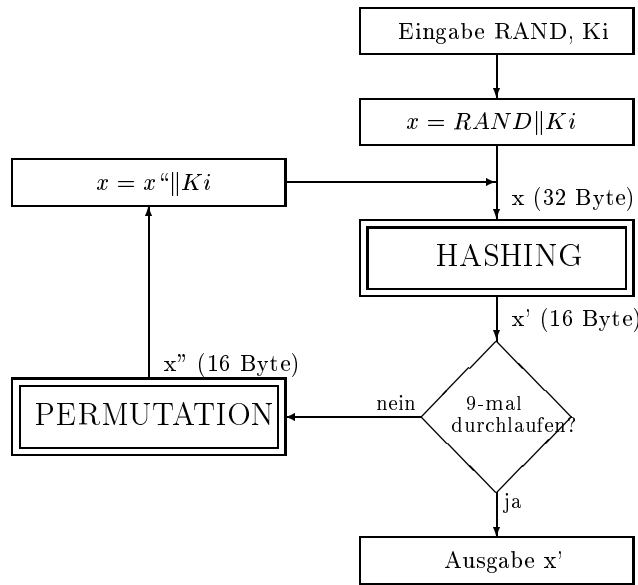 Eingabe RAND, Ki
x = RAND||Ki
x = x“||Ki
x (32 Byte)
HASHING
x' (16 Byte)
x” (16 Byte)
PERMUTATION
nein
9-mal
durchlaufen?
ja
Ausgabe x'